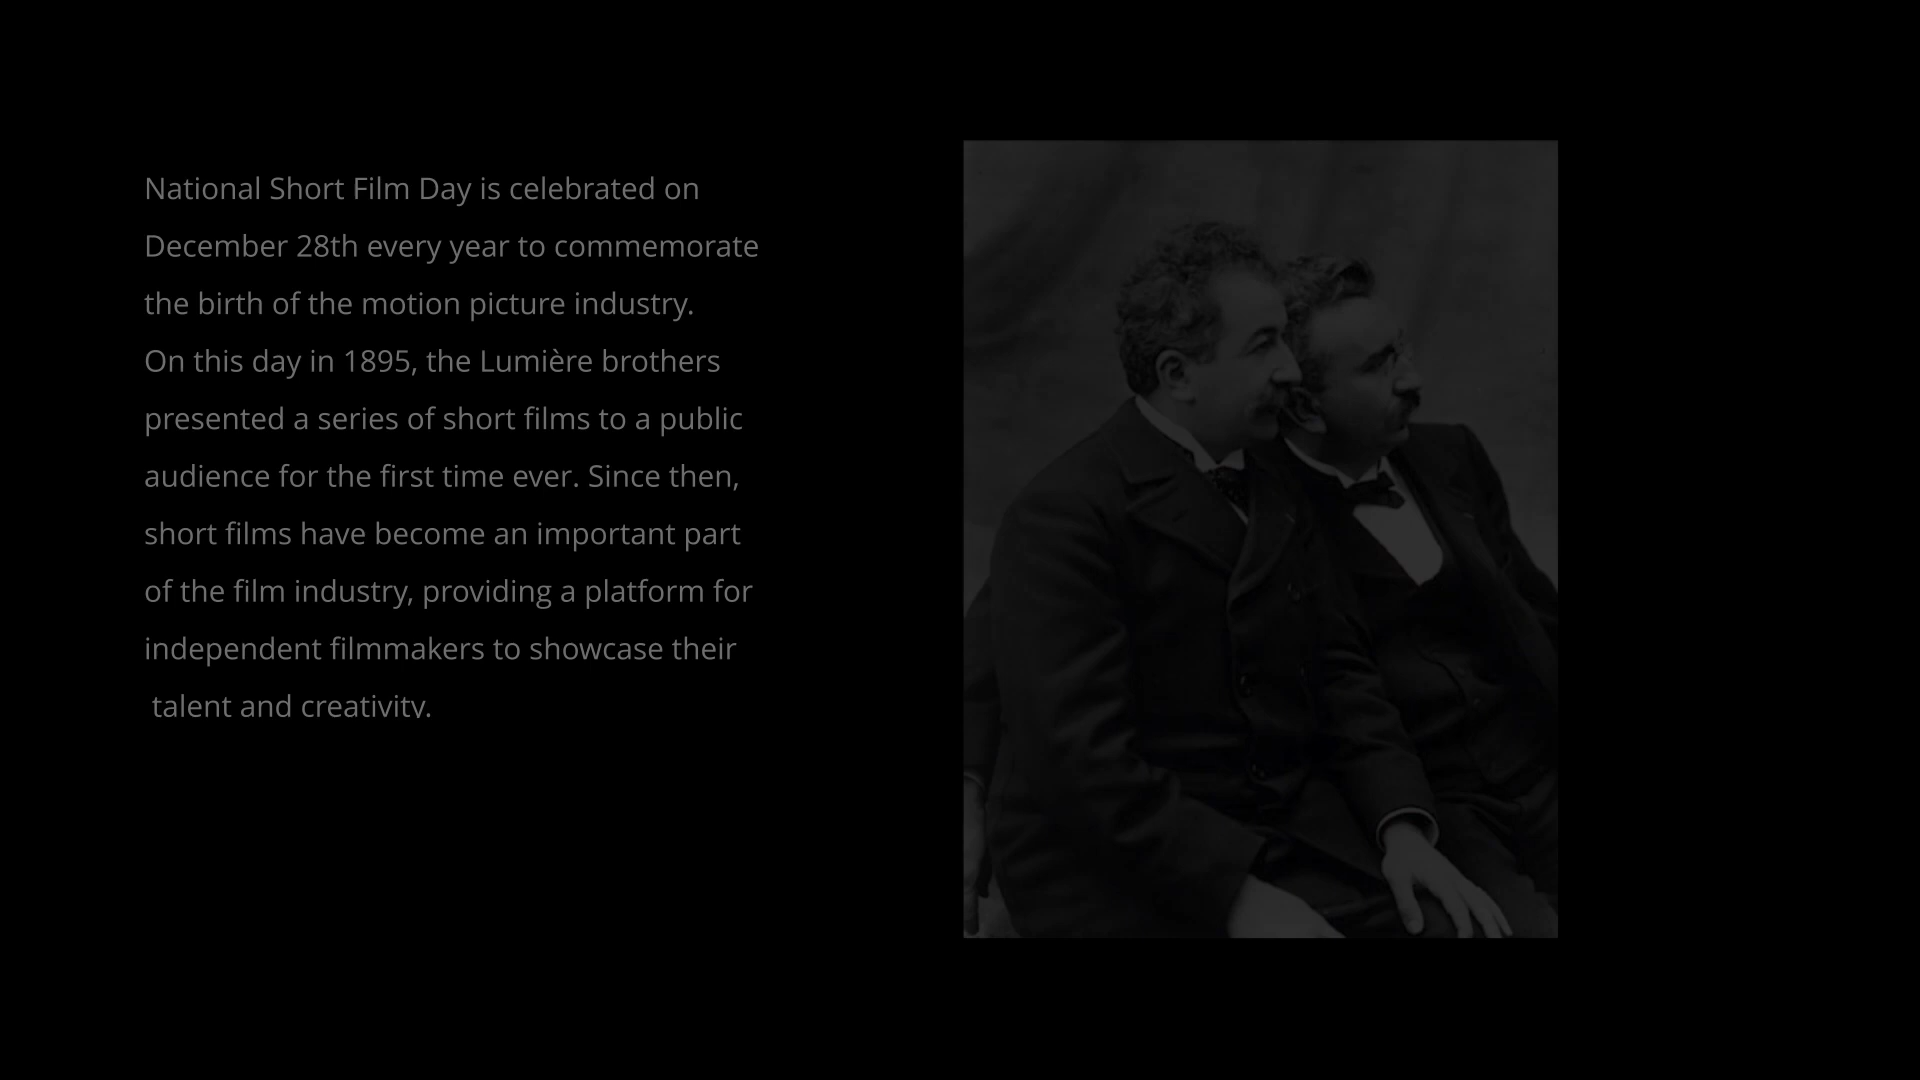 National Short Film Day is celebrated on
December 28th every year to commemorate
the birth of the motion picture industry.
On this day in 1895, the Lumière brothers
presented a series of short films to a public
audience for the first time ever. Since then,
short films have become an important part
of the film industry, providing a platform for
independent filmmakers to showcase their
talent and creativity.